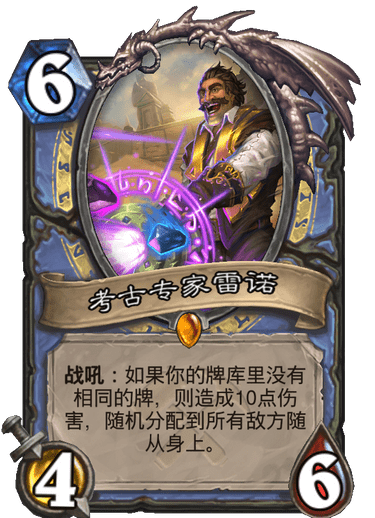 6
考古专家雷诺
战吼：如果你的牌库里没有
相同的牌，则造成10点伤
害，随机分配到所有敌方随
从身上。
4
6